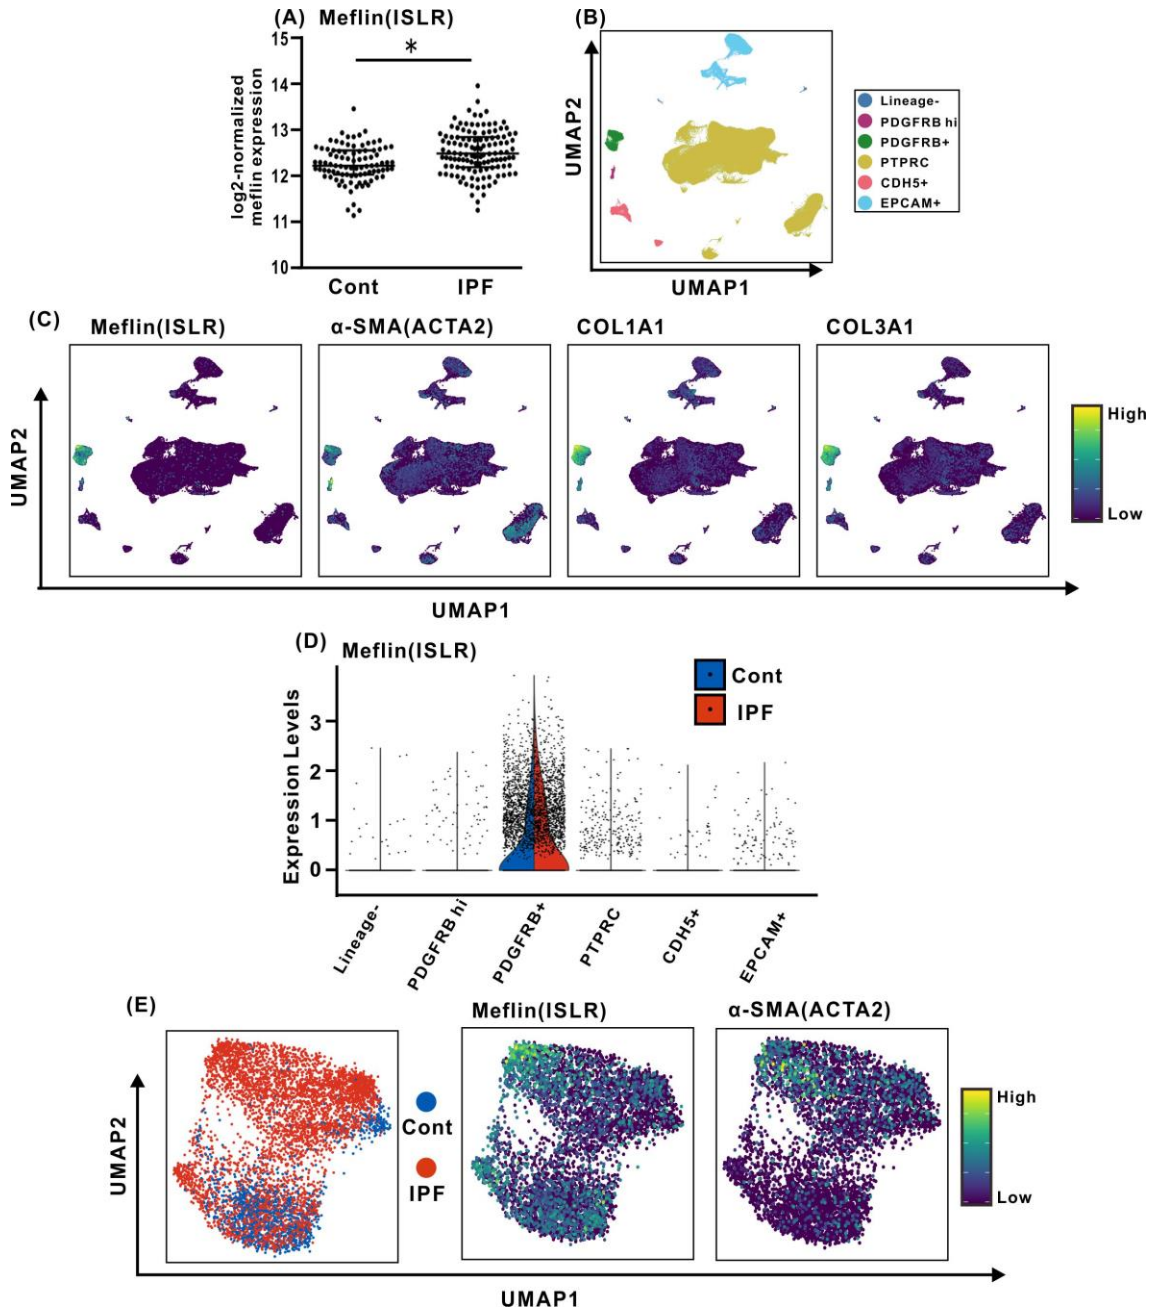 (A) Meflin(ISLR)
*
log2-normalized
meflin expression
15
14
13
12
11
10
Cont IPF
(B)
UMAP2
UMAP1
Lineage-
PDGFRB hi
PDGFRB+
PTPRC
CDH5+
EPCAM+
(C)
Meflin(ISLR) α-SMA(ACTA2) COL1A1 COL3A1
UMAP2
High
Low
UMAP1
(D)
Meflin(ISLR)
Cont
IPF
Expression Levels
3
2
1
0
Lineage-
PDGFRB hi
PDGFRB+
PTPRC
CDH5+
EPCAM+
(E)
Meflin(ISLR) α-SMA(ACTA2)
UMAP2
Cont
IPF
High
Low
UMAP1